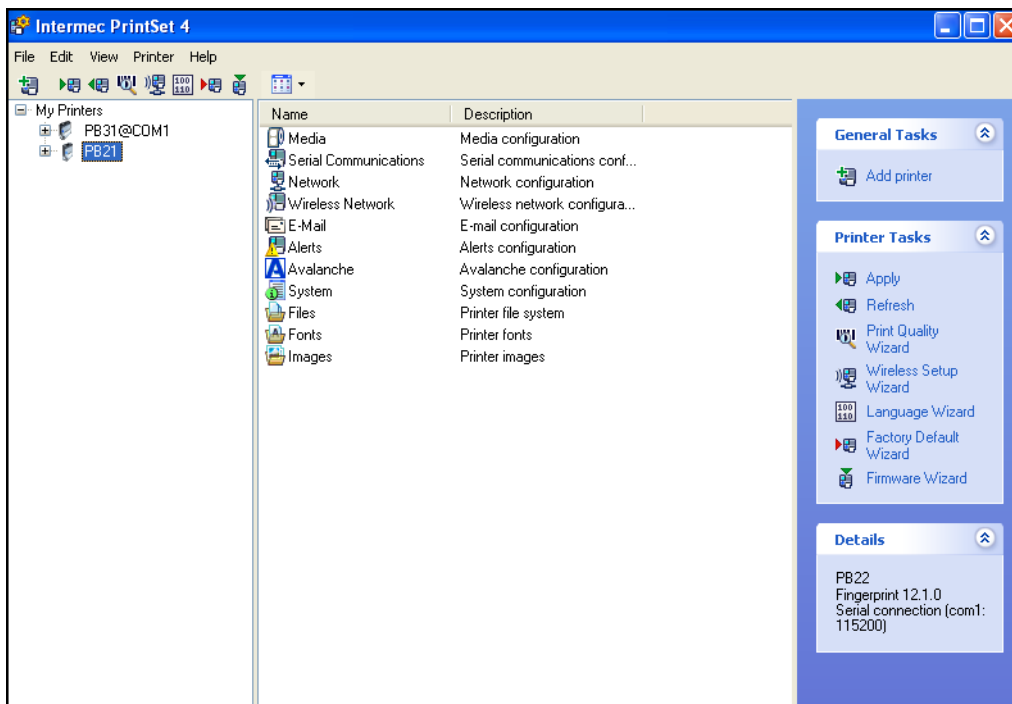 Intermec PrintSet 4
File Edit View Printer Help
My Printers
PB31@COM1
PB21
Name Description
Media Media configuration
Serial Communications Serial communications conf...
Network Network configuration
Wireless Network Wireless network configura...
E-Mail E-mail configuration
Alerts Alerts configuration
Avalanche Avalanche configuration
System System configuration
Files Printer file system
Fonts Printer fonts
Images Printer images
General Tasks
Add printer
Printer Tasks
Apply
Refresh
Print Quality
Wizard
Wireless Setup
Wizard
100
110
Language Wizard
Factory Default
Wizard
Firmware Wizard
Details
PB22
Fingerprint 12.1.0
Serial connection (com1:
115200)